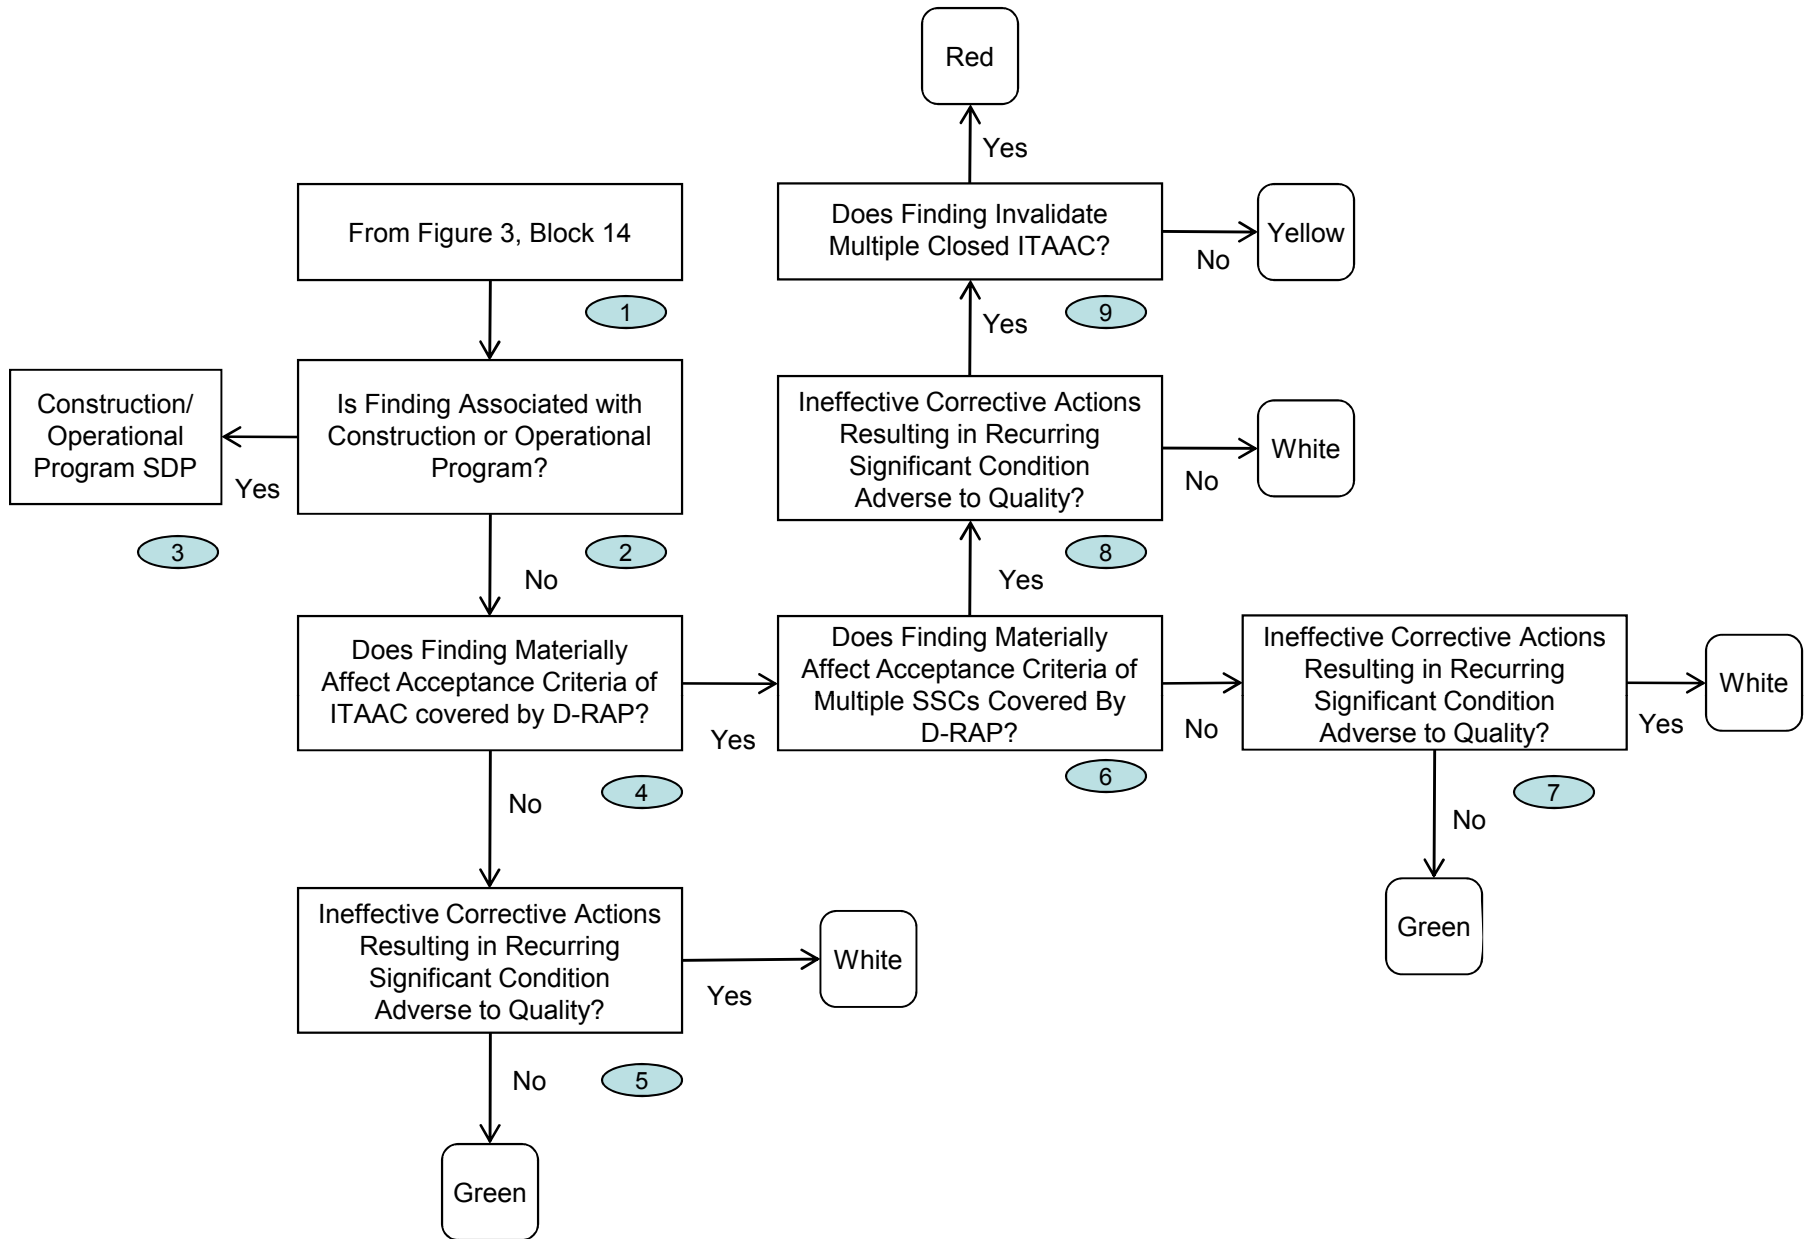 Red
Yes
From Figure 3, Block 14
Does Finding Invalidate
Multiple Closed ITAAC?
Yellow
No
1
Yes
9
Construction/
Operational
Program SDP
Yes
Is Finding Associated with
Construction or Operational
Program?
Ineffective Corrective Actions
Resulting in Recurring
Significant Condition
Adverse to Quality?
White
No
3
2
8
No
Yes
Does Finding Materially
Affect Acceptance Criteria of
ITAAC covered by D-RAP?
Yes
Does Finding Materially
Affect Acceptance Criteria of
Multiple SSCs Covered By
D-RAP?
No
Ineffective Corrective Actions
Resulting in Recurring
Significant Condition
Adverse to Quality?
Yes
White
4
6
7
No
No
Green
Ineffective Corrective Actions
Resulting in Recurring
Significant Condition
Adverse to Quality?
Yes
White
No
5
Green